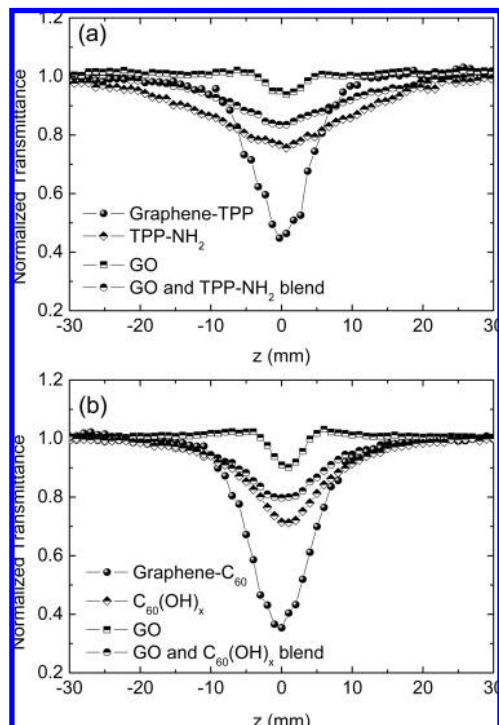 (a)
1.2
1.0
0.8
0.6
0.4
0.2
Normalized Transmittance
Graphene-TPP
TPP-NH2
GO
GO and TPP-NH2 blend
-30 -20 -10 0 10 20 30
z (mm)
(b)
1.2
1.0
0.8
0.6
0.4
0.2
Normalized Transmittance
Graphene-C60
C60(OH)x
GO
GO and C60(OH)x blend
-30 -20 -10 0 10 20 30
z (mm)